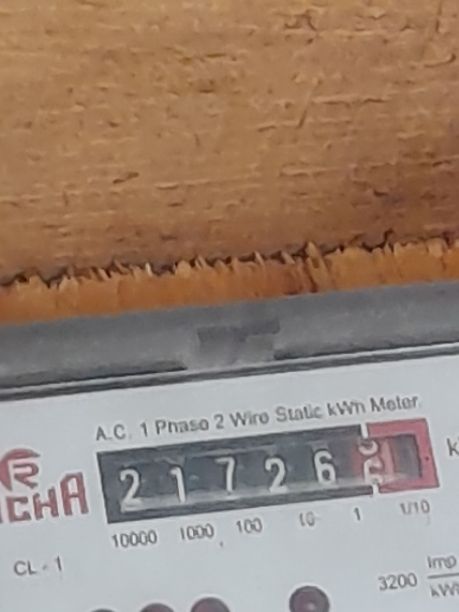 A.C. 1 Phase 2 Wire Static kWh Meter
R
ICHA
2 1 7 2 6
10000 1000 100 10 1 1/10
CL - 1
3200 Imp
kWh